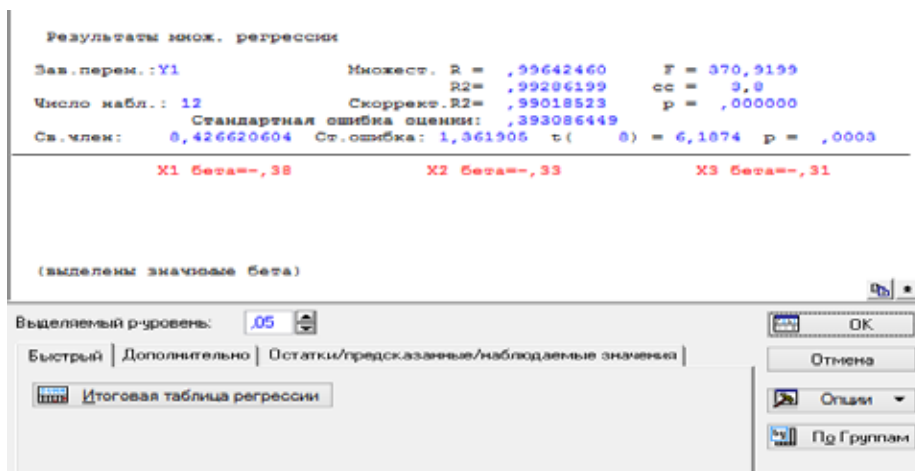 Результаты множ. регрессии
Зав.перем.:Y1 Множест. R = ,99642460 F = 370,9199
R2= ,99286199 сс = 3,8
Число набл.: 12 Скоррект.R2= ,99018523 p = ,000000
Стандартная ошибка оценки: ,393086449
Св.член: 8,426620604 Ст.ошибка: 1,361905 t( 8) = 6,1874 p = ,0003
X1 бета=-,38 X2 бета=-,33 X3 бета=-,31
(выделены значимые бета)
Выделяемый p-уровень: ,05
OK
Быстрый Дополнительно Остатки/предсказанные/наблюдаемые значения
Отмена
Итоговая таблица регрессии
Опции
По Группам